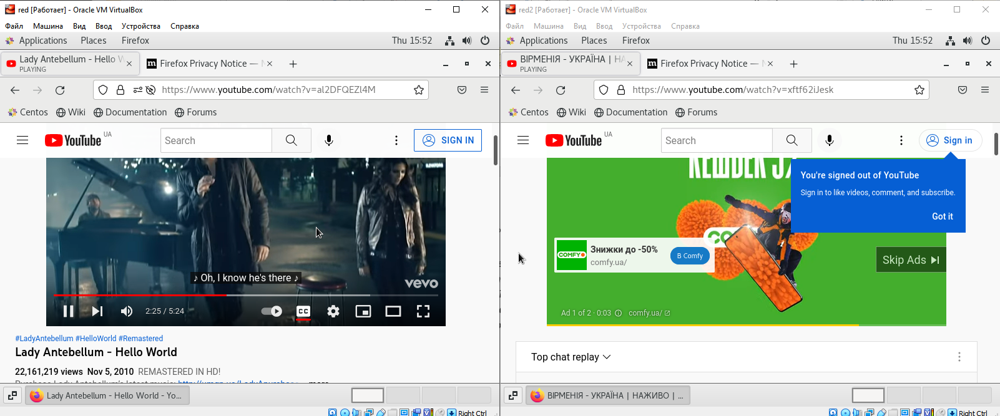 red [Работает] - Oracle VM VirtualBox
Файл Машина Вид Ввод Устройства Справка
Applications Places Firefox Thu 15:52
Lady Antebellum - Hello W
PLAYING
Firefox Privacy Notice —
https://www.youtube.com/watch?v=al2DFQEZl4M
Centos Wiki Documentation Forums
YouTube UA
Search
SIGN IN
♪ Oh, I know he's there ♪
vevo
2:25 / 5:24
CC
#LadyAntebellum #HelloWorld #Remastered
Lady Antebellum - Hello World
22,161,219 views Nov 5, 2010 REMASTERED IN HD!
Lady Antebellum - Hello World - Yo...
Right Ctrl
red2 [Работает] - Oracle VM VirtualBox
Файл Машина Вид Ввод Устройства Справка
Applications Places Firefox Thu 15:52
ВІРМЕНІЯ - УКРАЇНА | НА
PLAYING
Firefox Privacy Notice —
https://www.youtube.com/watch?v=xftf62iJesk
Centos Wiki Documentation Forums
YouTube UA
Search
Sign in
You're signed out of YouTube
Sign in to like videos, comment, and subscribe.
Got it
COMFY
Знижки до -50%
comfy.ua/
В Comfy
Skip Ads
Ad 1 of 2 · 0:03 comfy.ua/
Top chat replay
ВІРМЕНІЯ - УКРАЇНА | НАЖИВО | ...
Right Ctrl